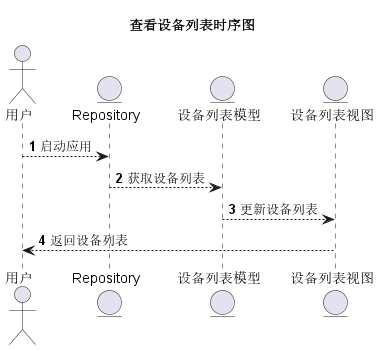 查看设备列表时序图
用户 Repository 设备列表模型 设备列表视图
1 启动应用
2 获取设备列表
3 更新设备列表
4 返回设备列表
用户 Repository 设备列表模型 设备列表视图